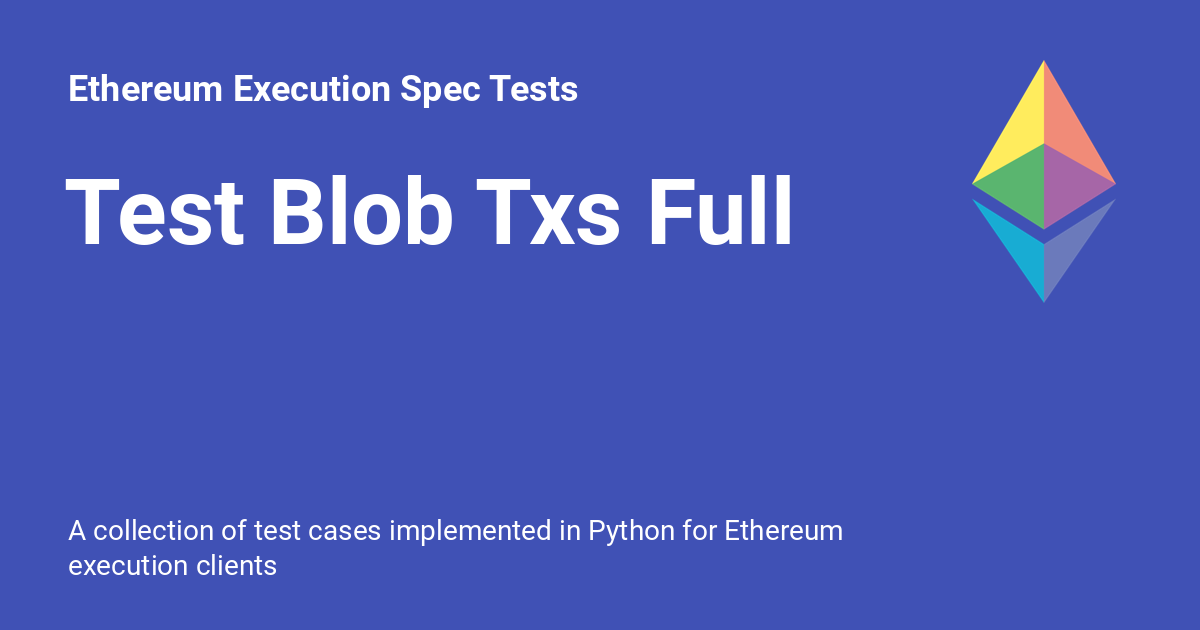 Ethereum Execution Spec Tests
Test Blob Txs Full
A collection of test cases implemented in Python for Ethereum
execution clients